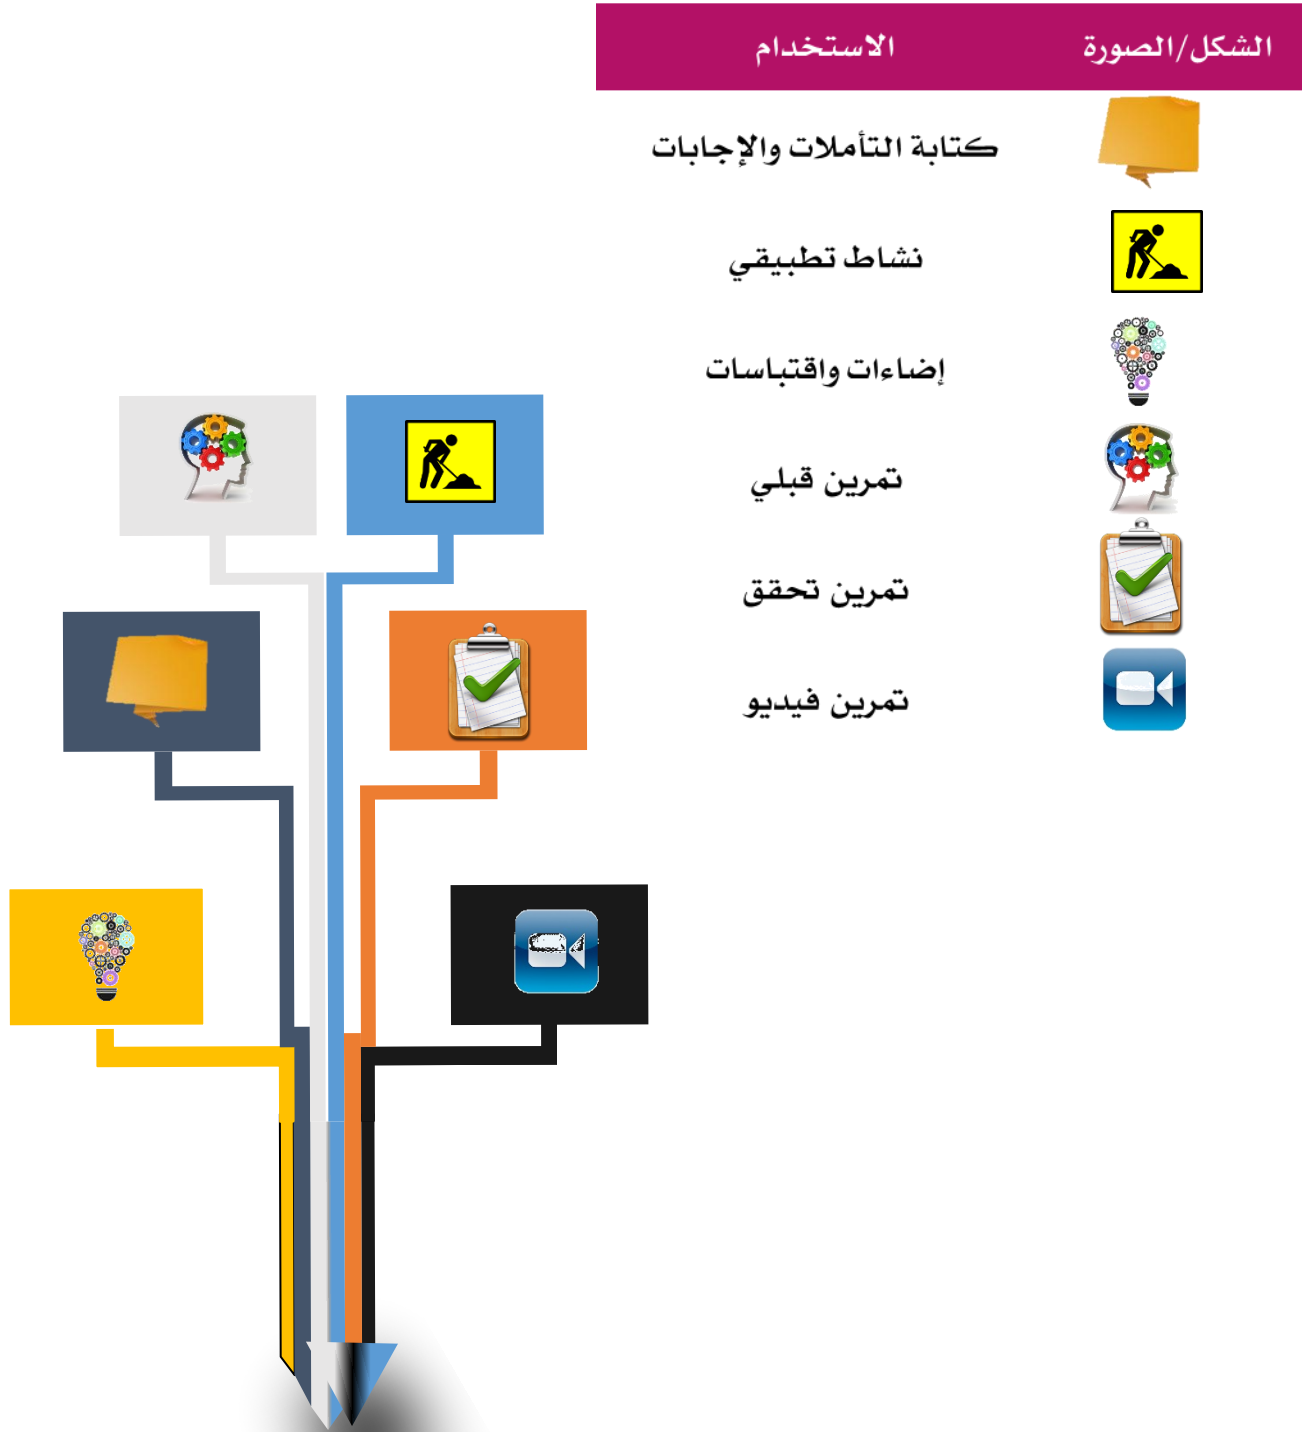 الشكل/الصورة الاستخدام
كتابة التأملات والإجابات
نشاط تطبيقي
إضاءات واقتباسات
تمرين قبلي
تمرين تحقق
تمرين فيديو